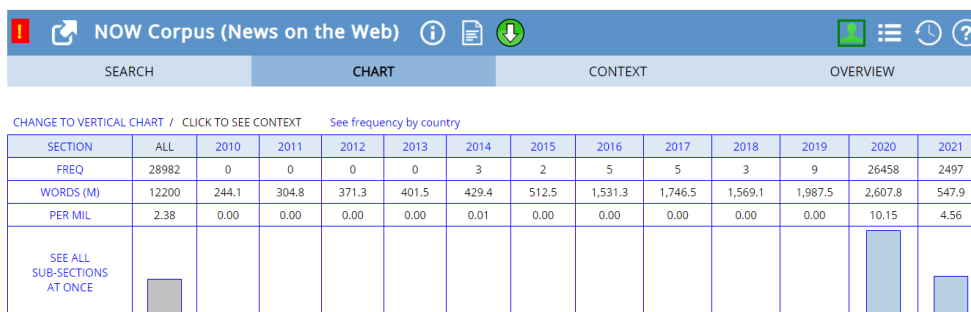 ! NOW Corpus (News on the Web) i ?
SEARCH CHART CONTEXT OVERVIEW
CHANGE TO VERTICAL CHART / CLICK TO SEE CONTEXT See frequency by country
SECTION ALL 2010 2011 2012 2013 2014 2015 2016 2017 2018 2019 2020 2021
FREQ 28982 0 0 0 0 3 2 5 5 3 9 26458 2497
WORDS (M) 12200 244.1 304.8 371.3 401.5 429.4 512.5 1,531.3 1,746.5 1,569.1 1,987.5 2,607.8 547.9
PER MIL 2.38 0.00 0.00 0.00 0.00 0.01 0.00 0.00 0.00 0.00 0.00 10.15 4.56
SEE ALL
SUB-SECTIONS
AT ONCE